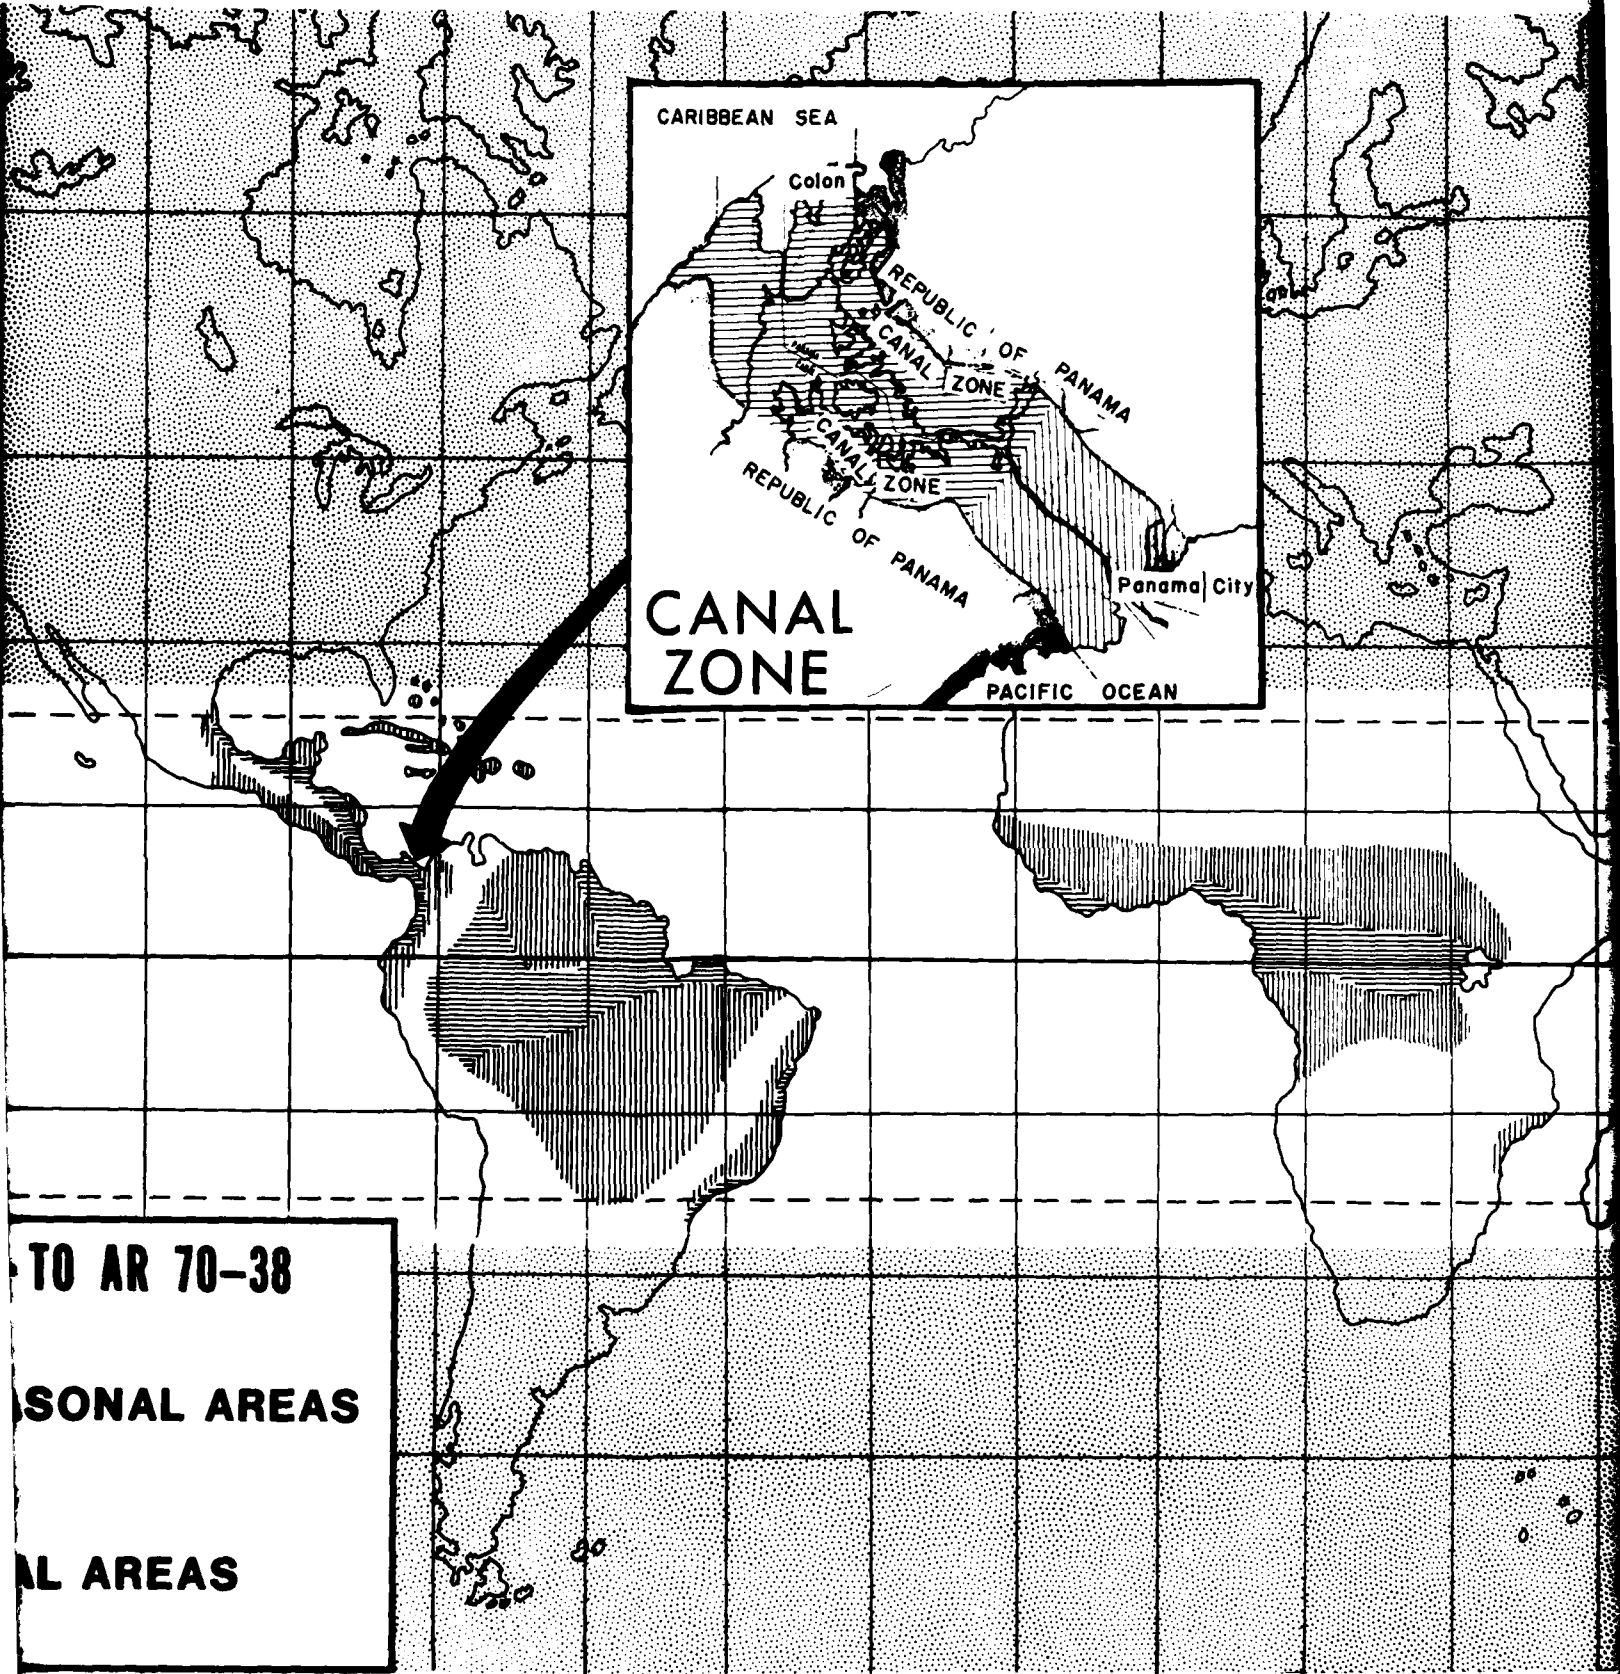 CARIBBEAN SEA
Colon
REPUBLIC OF PANAMA
CANAL
ZONE
CANAL
ZONE
REPUBLIC OF PANAMA
Panama City
CANAL
ZONE
PACIFIC OCEAN
TO AR 70-38
SONAL AREAS
AL AREAS